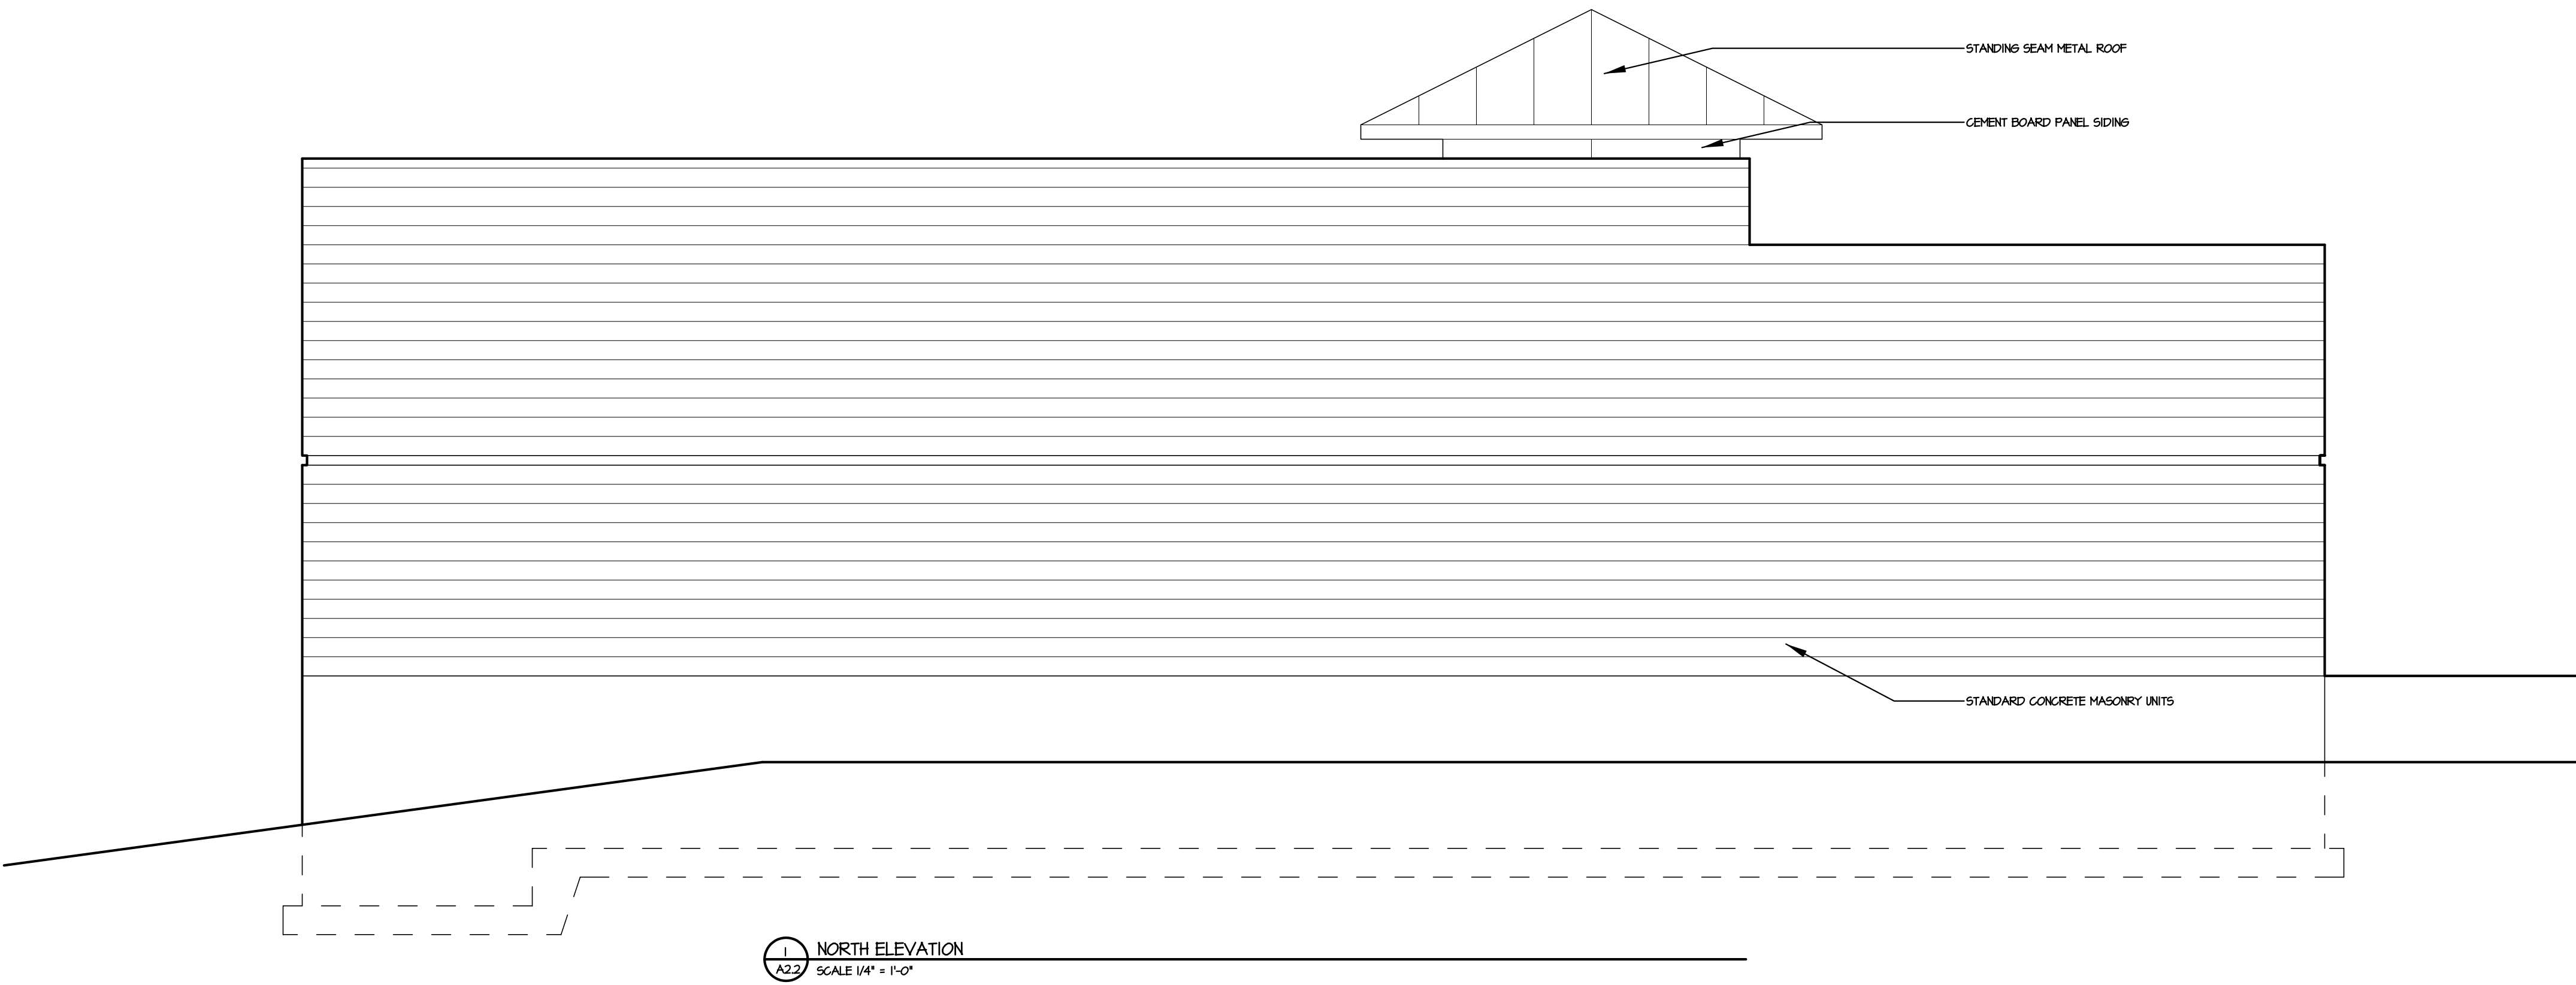 STANDING SEAM METAL ROOF
CEMENT BOARD PANEL SIDING
STANDARD CONCRETE MASONRY UNITS
1
A2.2
NORTH ELEVATION
SCALE 1/4" = 1'-0"